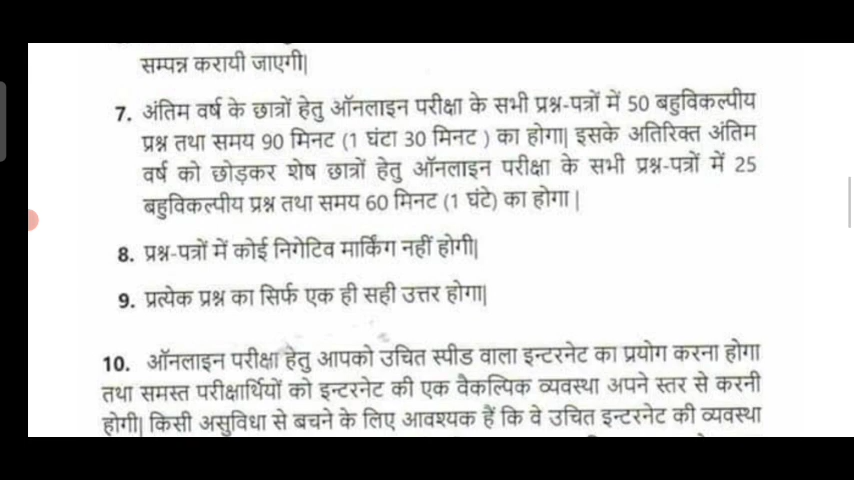 सम्पन्न करायी जाएगी|
7. अंतिम वर्ष के छात्रों हेतु ऑनलाइन परीक्षा के सभी प्रश्न-पत्रों में 50 बहुविकल्पीय
प्रश्न तथा समय 90 मिनट (1 घंटा 30 मिनट ) का होगा| इसके अतिरिक्त अंतिम
वर्ष को छोड़कर शेष छात्रों हेतु ऑनलाइन परीक्षा के सभी प्रश्न-पत्रों में 25
बहुविकल्पीय प्रश्न तथा समय 60 मिनट (1 घंटे) का होगा |
8. प्रश्न-पत्रों में कोई निगेटिव मार्किंग नहीं होगी|
9. प्रत्येक प्रश्न का सिर्फ एक ही सही उत्तर होगा|
10. ऑनलाइन परीक्षा हेतु आपको उचित स्पीड वाला इन्टरनेट का प्रयोग करना होगा
तथा समस्त परीक्षार्थियों को इन्टरनेट की एक वैकल्पिक व्यवस्था अपने स्तर से करनी
होगी| किसी असुविधा से बचने के लिए आवश्यक हैं कि वे उचित इन्टरनेट की व्यवस्था